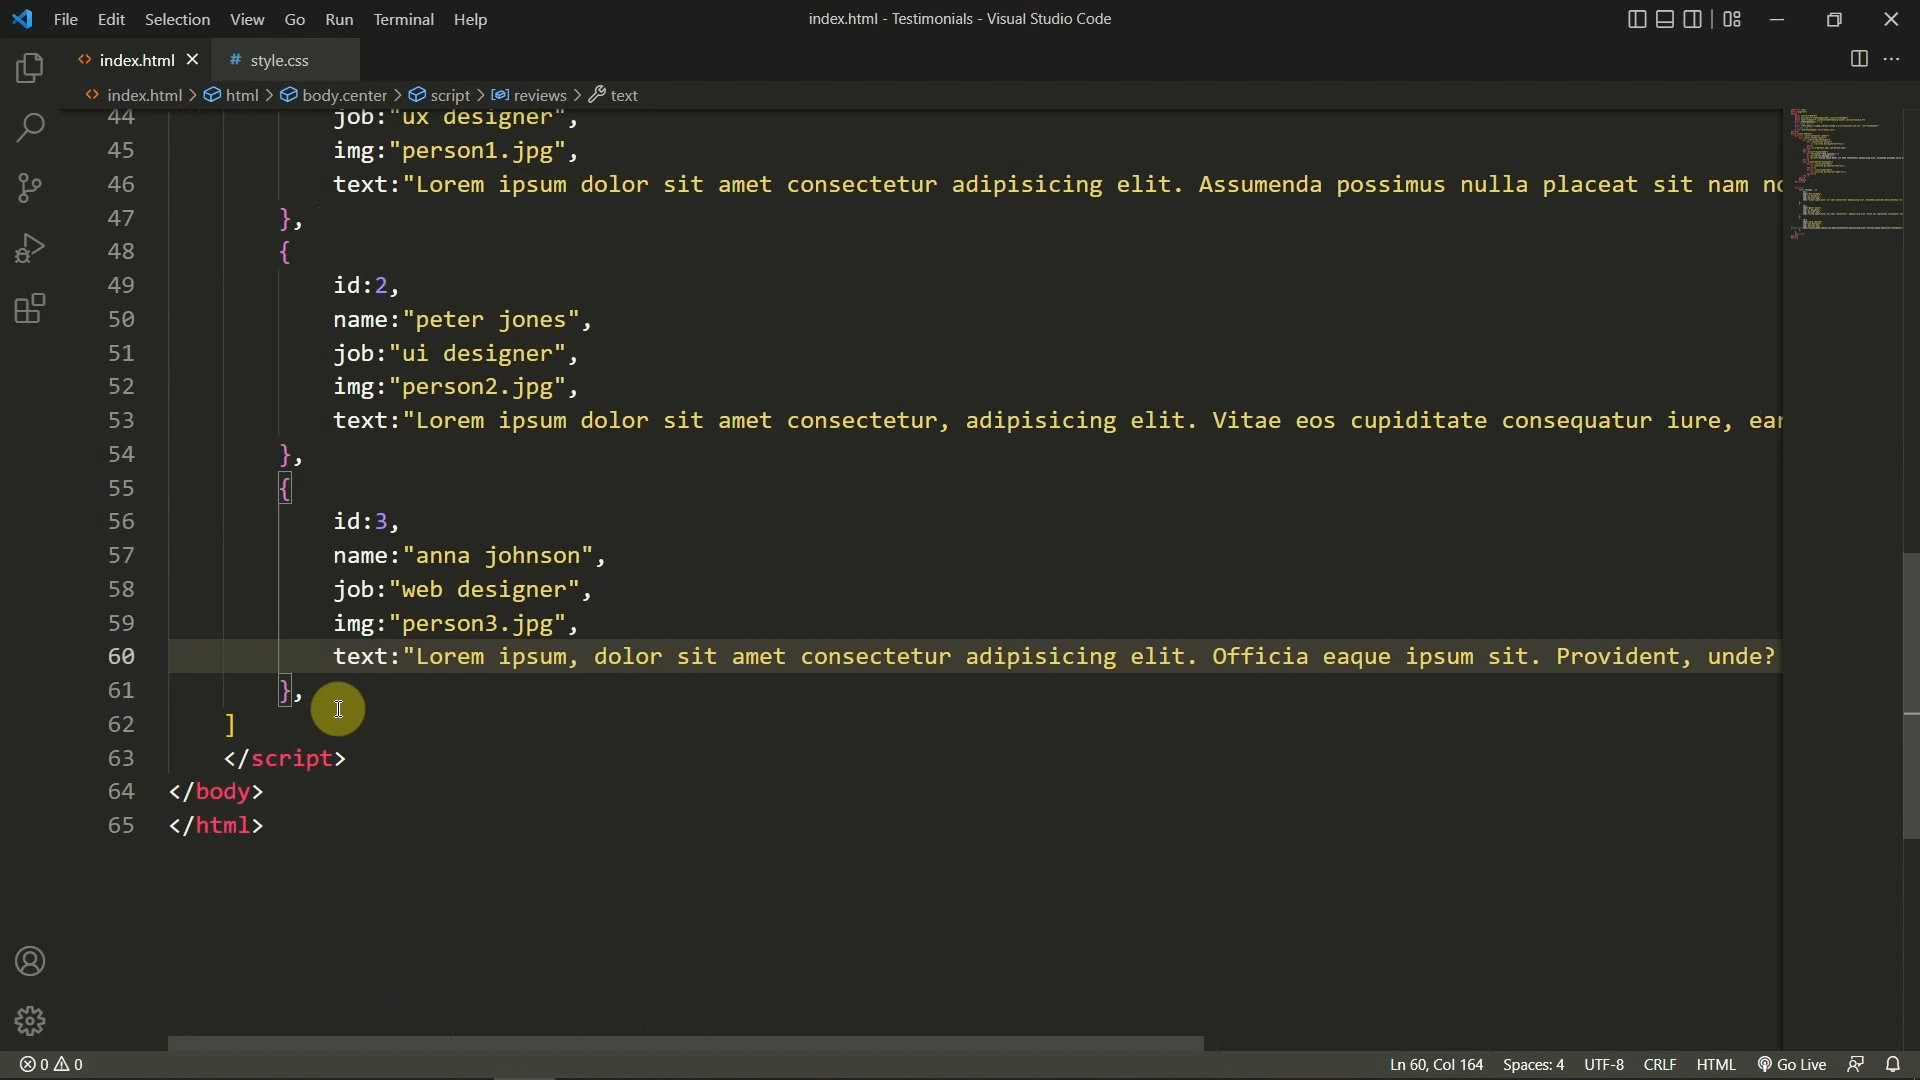 File Edit Selection View Go Run Terminal Help
index.html - Testimonials - Visual Studio Code
index.html
# style.css
index.html > html > body.center > script > reviews > text
44 job:"ux designer",
45 img:"person1.jpg",
46 text:"Lorem ipsum dolor sit amet consectetur adipisicing elit. Assumenda possimus nulla placeat sit nam
47 },
48 {
49 id:2,
50 name:"peter jones",
51 job:"ui designer",
52 img:"person2.jpg",
53 text:"Lorem ipsum dolor sit amet consectetur, adipisicing elit. Vitae eos cupiditate consequatur iure,
54 },
55 {
56 id:3,
57 name:"anna johnson",
58 job:"web designer",
59 img:"person3.jpg",
60 text:"Lorem ipsum, dolor sit amet consectetur adipisicing elit. Officia eaque ipsum sit. Provident, unde?
61 },
62 ]
63 </script>
64 </body>
65 </html>
0 0
Ln 60, Col 164 Spaces: 4 UTF-8 CRLF HTML Go Live